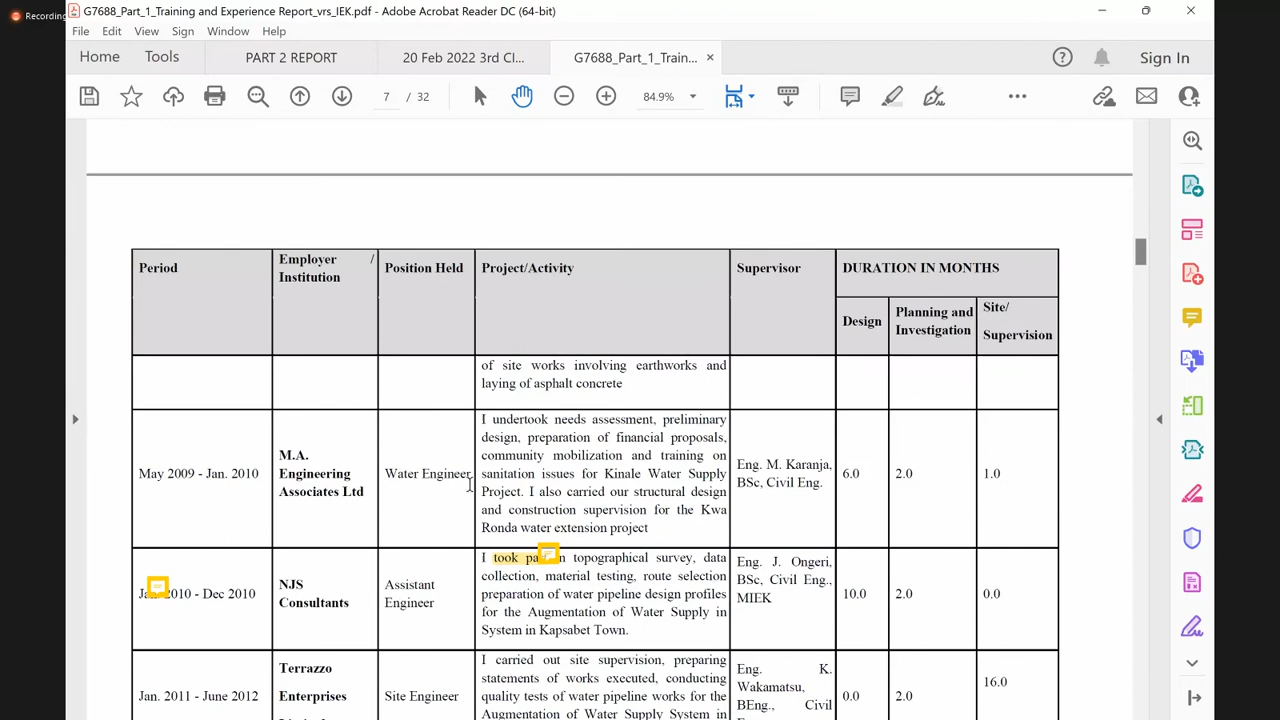 Recording
G7688_Part_1_Training and Experience Report_vrs_IEK.pdf - Adobe Acrobat Reader DC (64-bit)
File Edit View Sign Window Help
Home Tools PART 2 REPORT 20 Feb 2022 3rd Cl... G7688_Part_1_Train... × Sign In
7 / 32 84.9%
Period
Employer /
Institution
Position Held
Project/Activity
Supervisor
DURATION IN MONTHS
Design
Planning and
Investigation
Site/
Supervision
of site works involving earthworks and
laying of asphalt concrete
May 2009 - Jan. 2010
M.A.
Engineering
Associates Ltd
Water Engineer
I undertook needs assessment, preliminary
design, preparation of financial proposals,
community mobilization and training on
sanitation issues for Kinale Water Supply
Project. I also carried our structural design
and construction supervision for the Kwa
Ronda water extension project
Eng. M. Karanja,
BSc, Civil Eng.
6.0
2.0
1.0
2010 - Dec 2010
NJS
Consultants
Assistant
Engineer
I took topographical survey, data
collection, material testing, route selection
preparation of water pipeline design profiles
for the Augmentation of Water Supply in
System in Kapsabet Town.
Eng. J. Ongeri,
BSc, Civil Eng.,
MIEK
10.0
2.0
0.0
Jan. 2011 - June 2012
Terrazzo
Enterprises
Site Engineer
I carried out site supervision, preparing
statements of works executed, conducting
quality tests of water pipeline works for the
Augmentation of Water Supply System in
Eng. K.
Wakamatsu,
BEng., Civil
0.0
2.0
16.0